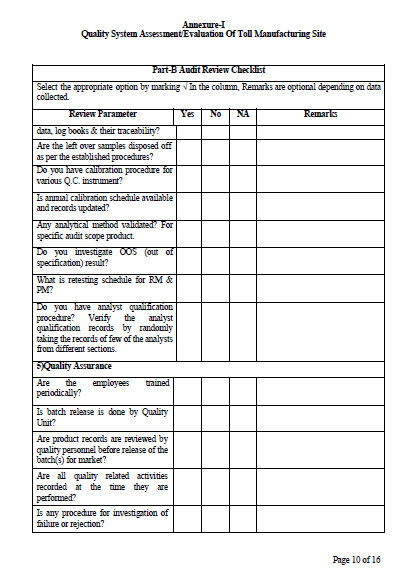 Annexure-I
Quality System Assessment/Evaluation Of Toll Manufacturing Site
Part-B Audit Review Checklist
Select the appropriate option by marking √ In the column, Remarks are optional depending on data
collected.
Review Parameter Yes No NA Remarks
data, log books & their traceability?
Are the left over samples disposed off
as per the established procedures?
Do you have calibration procedure for
various Q.C. instrument?
Is annual calibration schedule available
and records updated?
Any analytical method validated? For
specific audit scope product.
Do you investigate OOS (out of
specification) result?
What is retesting schedule for RM &
PM?
Do you have analyst qualification
procedure? Verify the analyst
qualification records by randomly
taking the records of few of the analysts
from different sections.
5)Quality Assurance
Are the employees trained
periodically?
Is batch release is done by Quality
Unit?
Are product records are reviewed by
quality personnel before release of the
batch(s) for market?
Are all quality related activities
recorded at the time they are
performed?
Is any procedure for investigation of
failure or rejection?
Page 10 of 16